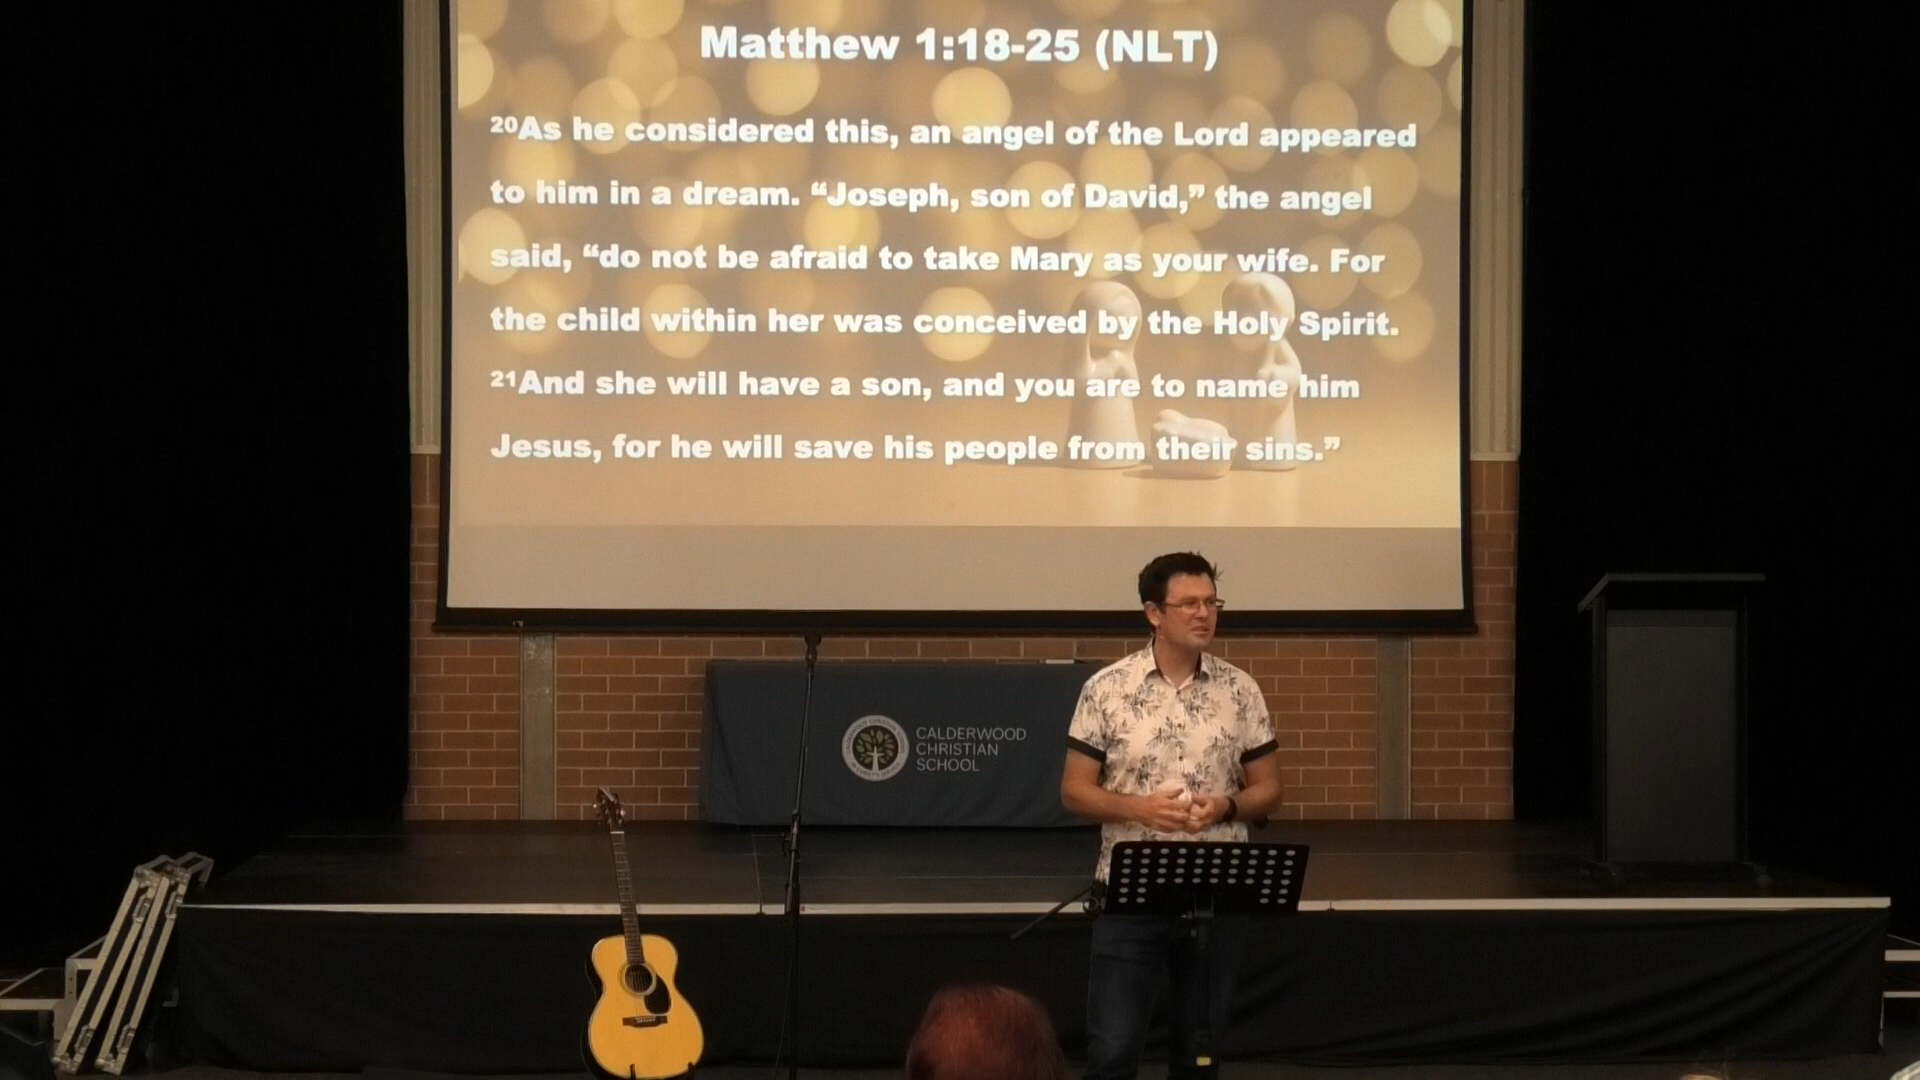 Matthew 1:18-25 (NLT)
20As he considered this, an angel of the Lord appeared
to him in a dream. “Joseph, son of David,” the angel
said, “do not be afraid to take Mary as your wife. For
the child within her was conceived by the Holy Spirit.
21And she will have a son, and you are to name him
Jesus, for he will save his people from their sins.”
CALDERWOOD
CHRISTIAN
SCHOOL